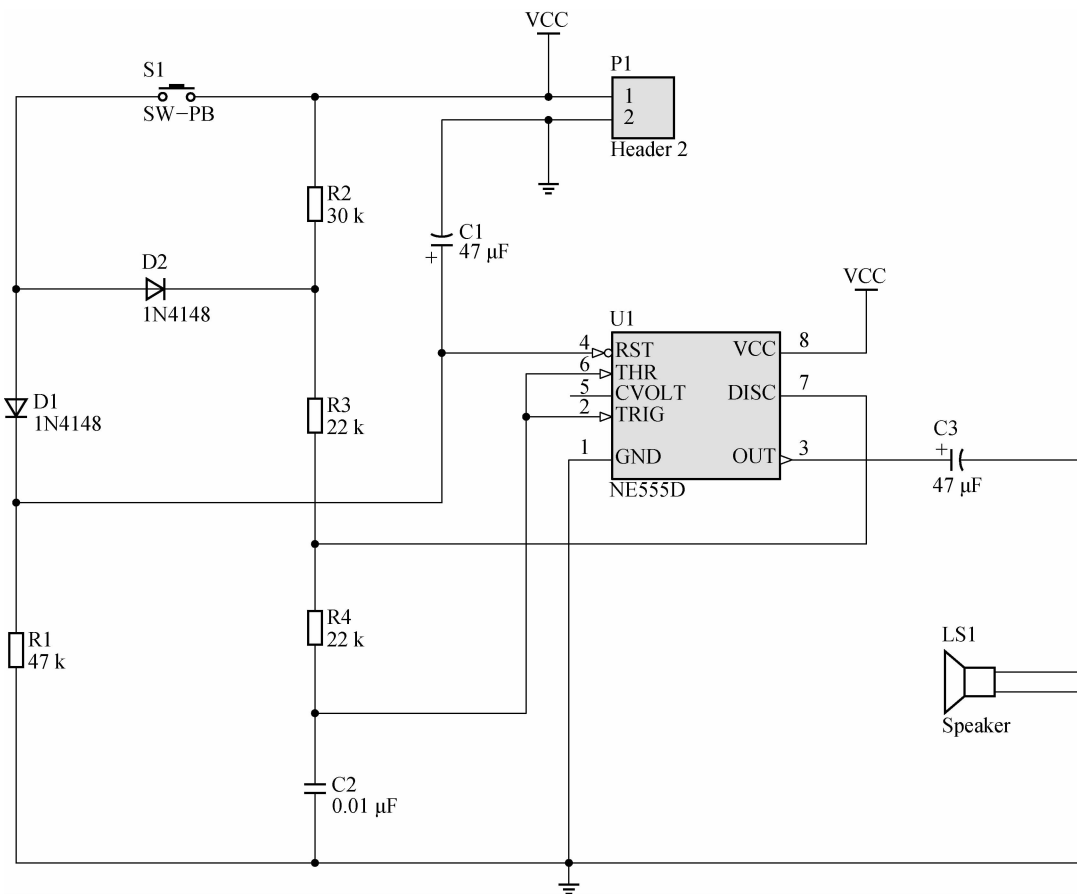 VCC
S1
SW-PB
P1
1
2
Header 2
R2
30 k
C1
47 μF
+
D2
1N4148
VCC
U1
4
RST
VCC
8
6
THR
5
CVOLT
DISC
7
2
TRIG
1
GND
OUT
3
NE555D
D1
1N4148
R3
22 k
C3
+
47 μF
R4
22 k
R1
47 k
LS1
Speaker
C2
0.01 μF